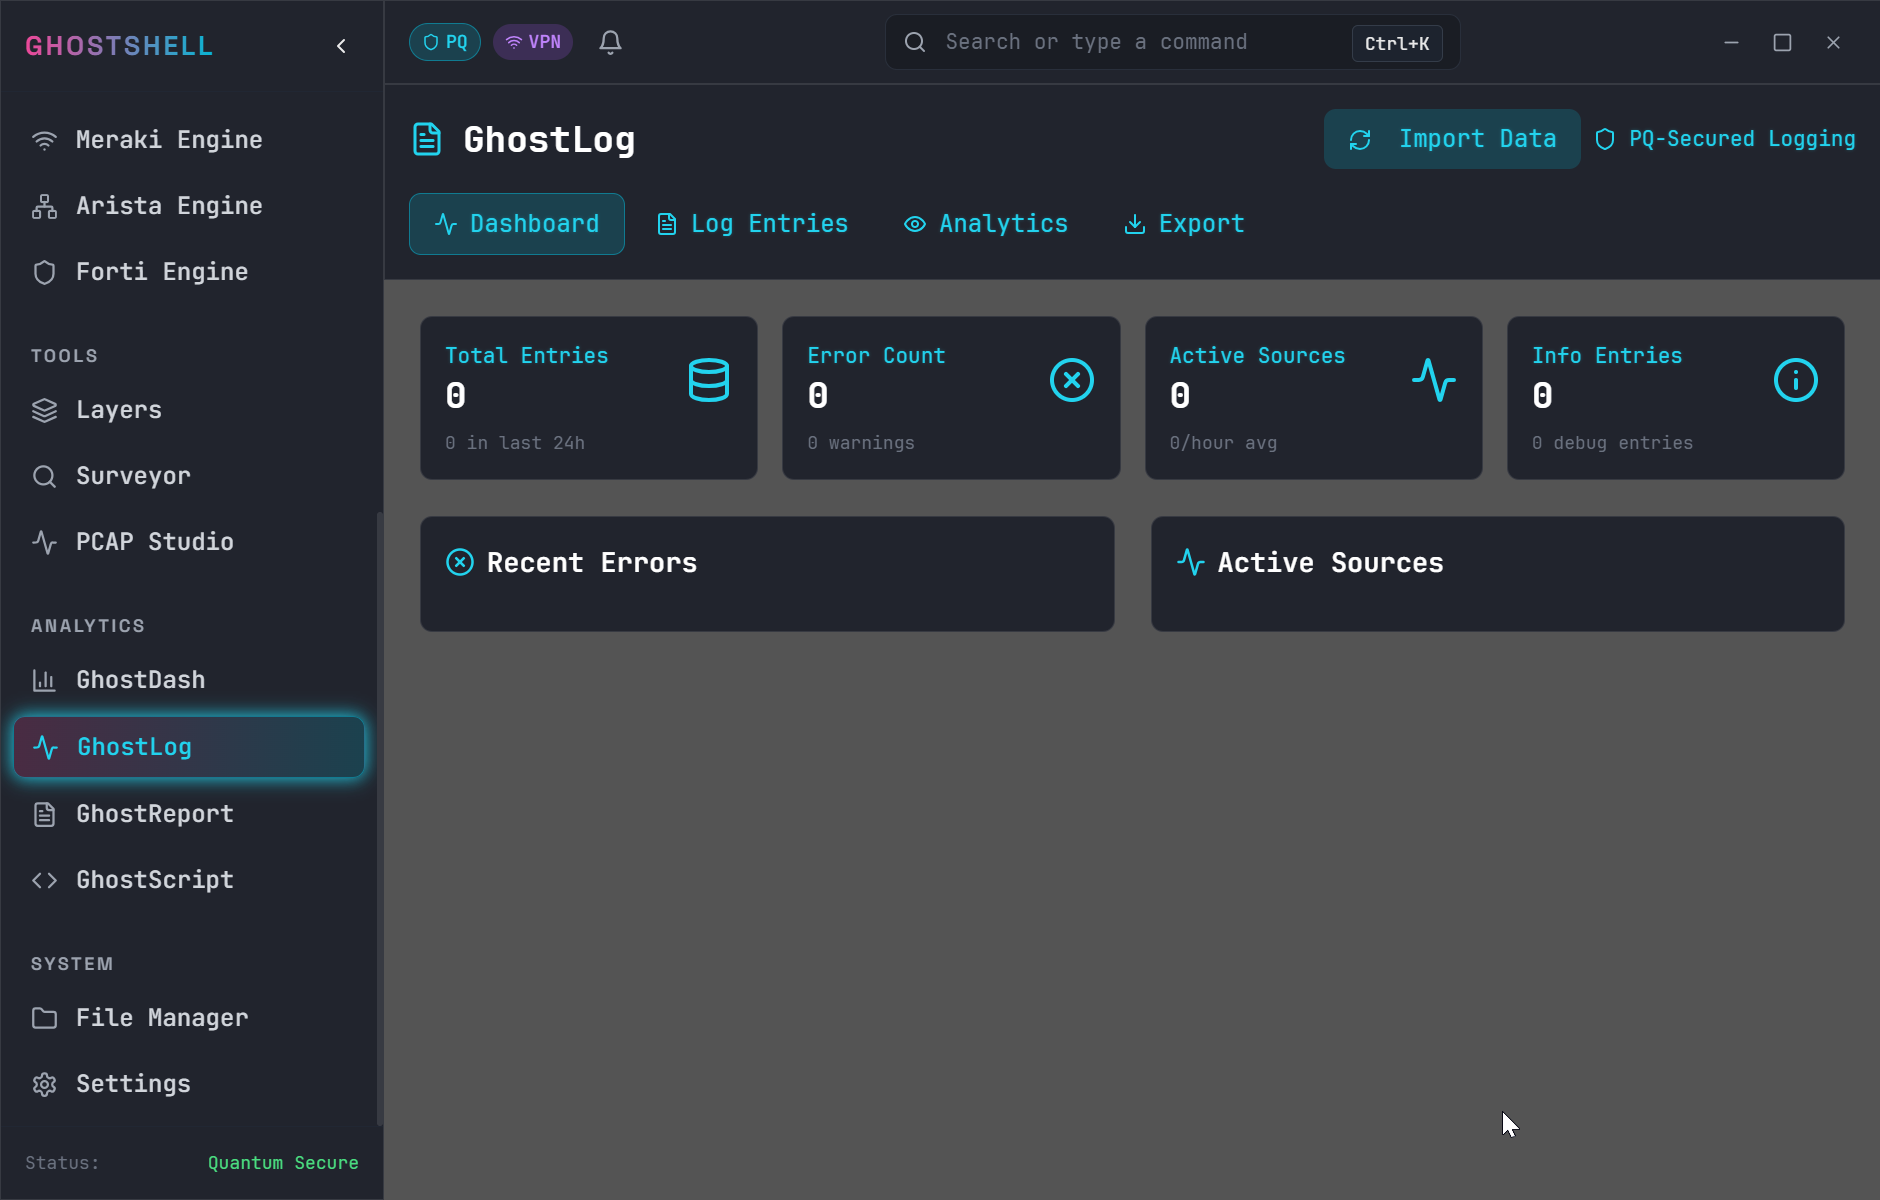 GHOSTSHELL
Meraki Engine
Arista Engine
Forti Engine
TOOLS
Layers
Surveyor
PCAP Studio
ANALYTICS
GhostDash
GhostLog
GhostReport
GhostScript
SYSTEM
File Manager
Settings
Status: Quantum Secure
PQ VPN Search or type a command Ctrl+K
GhostLog Import Data PQ-Secured Logging
Dashboard Log Entries Analytics Export
Total Entries
0
0 in last 24h
Error Count
0
0 warnings
Active Sources
0
0/hour avg
Info Entries
0
0 debug entries
Recent Errors
Active Sources